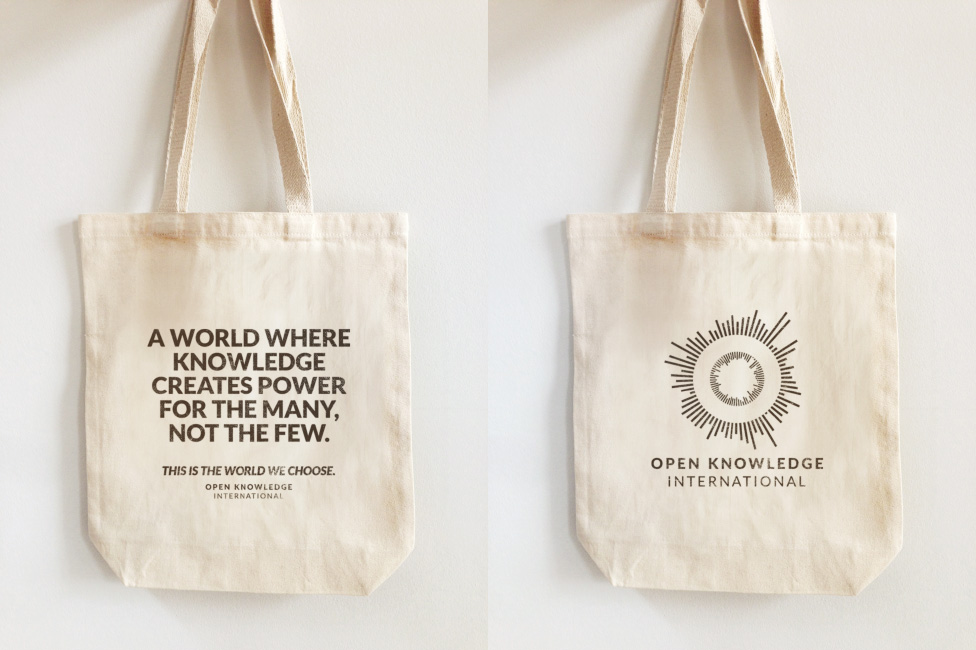 A WORLD WHERE
KNOWLEDGE
CREATES POWER
FOR THE MANY,
NOT THE FEW.
THIS IS THE WORLD WE CHOOSE.
OPEN KNOWLEDGE
INTERNATIONAL
OPEN KNOWLEDGE
INTERNATIONAL